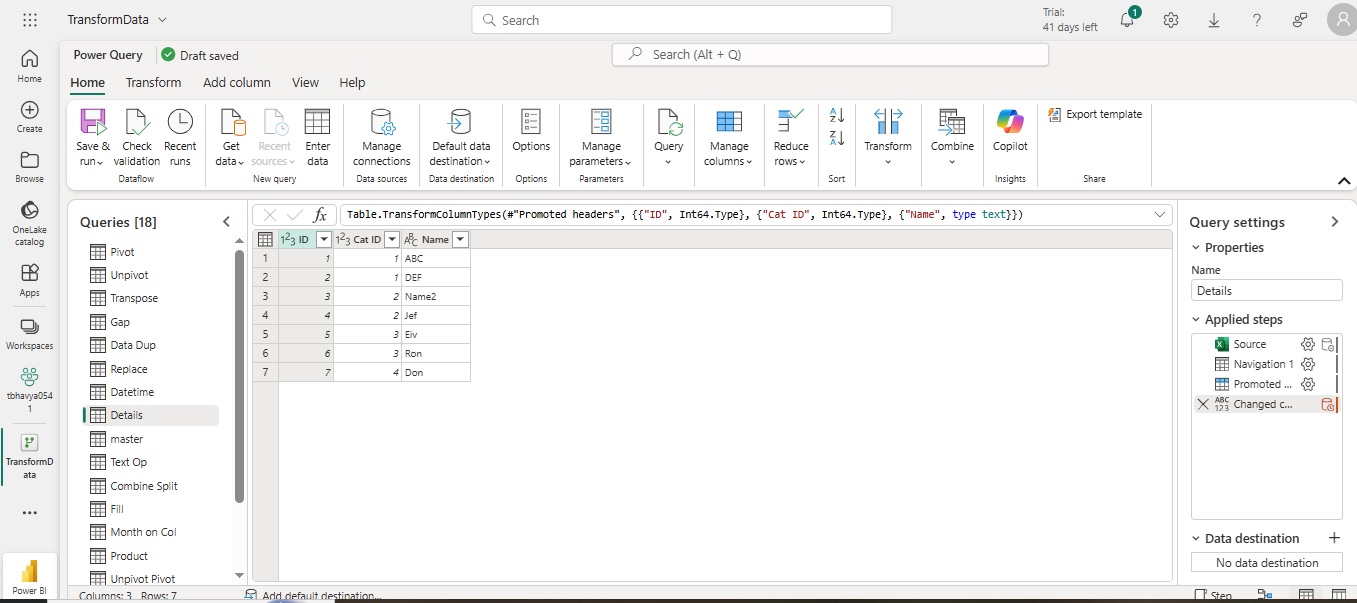 TransformData
Search
Trial:
41 days left
1
A
Power Query
Draft saved
Search (Alt + Q)
Home
Transform
Add column
View
Help
Save &
run
Check
validation
Recent
runs
Dataflow
Get
data
Recent
sources
Enter
data
New query
Manage
connections
Data sources
Default data
destination
Data destination
Options
Options
Manage
parameters
Parameters
Query
Manage
columns
Reduce
rows
Sort
Transform
Combine
Copilot
Insights
Export template
Share
Home
Create
Browse
OneLake
catalog
Apps
Workspaces
tbhavya054
1
TransformD
ata
Power BI
Queries [18]
Pivot
Unpivot
Transpose
Gap
Data Dup
Replace
Datetime
Details
master
Text Op
Combine Split
Fill
Month on Col
Product
Unpivot Pivot
fx
Table.TransformColumnTypes(#"Promoted headers", {{"ID", Int64.Type}, {"Cat ID", Int64.Type}, {"Name", type text}})
123 ID 123 Cat ID ABC Name
1 1 1 ABC
2 2 1 DEF
3 3 2 Name2
4 4 2 Jef
5 5 3 Eiv
6 6 3 Ron
7 7 4 Don
Query settings
Properties
Name
Details
Applied steps
Source
Navigation 1
Promoted ...
ABC
123
Changed c...
Data destination
No data destination
Columns: 3 Rows: 7
Add default destination...
Step